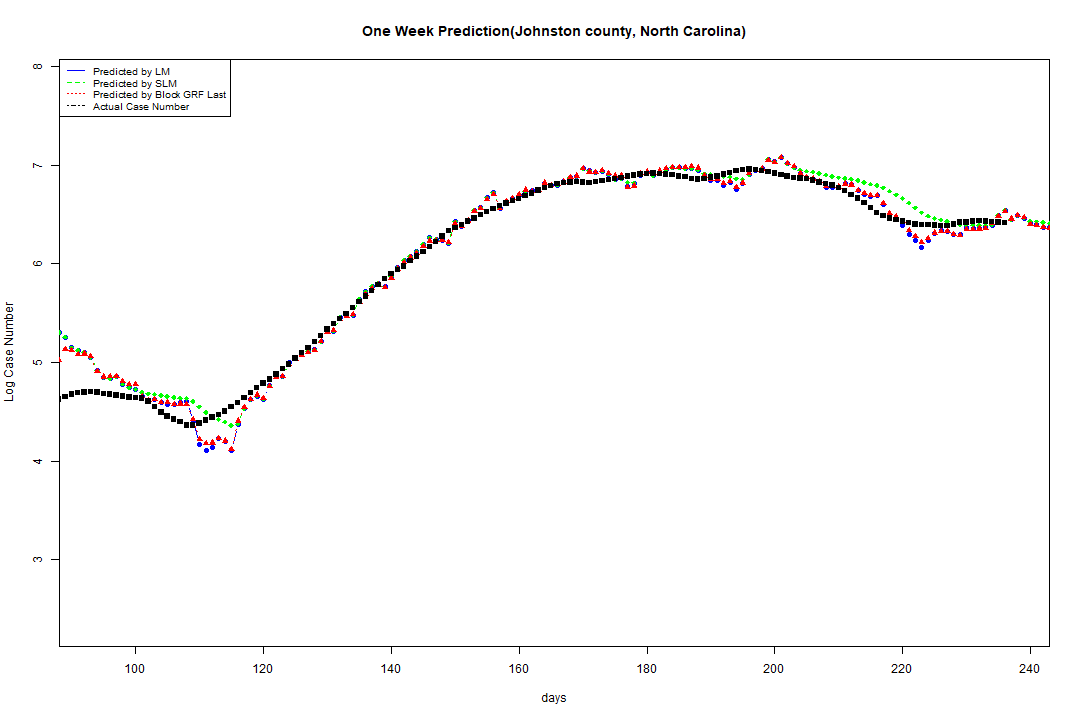 One Week Prediction(Johnston county, North Carolina)
Predicted by LM
Predicted by SLM
Predicted by Block GRF Last
Actual Case Number
8
7
6
5
4
3
Log Case Number
100 120 140 160 180 200 220 240
days